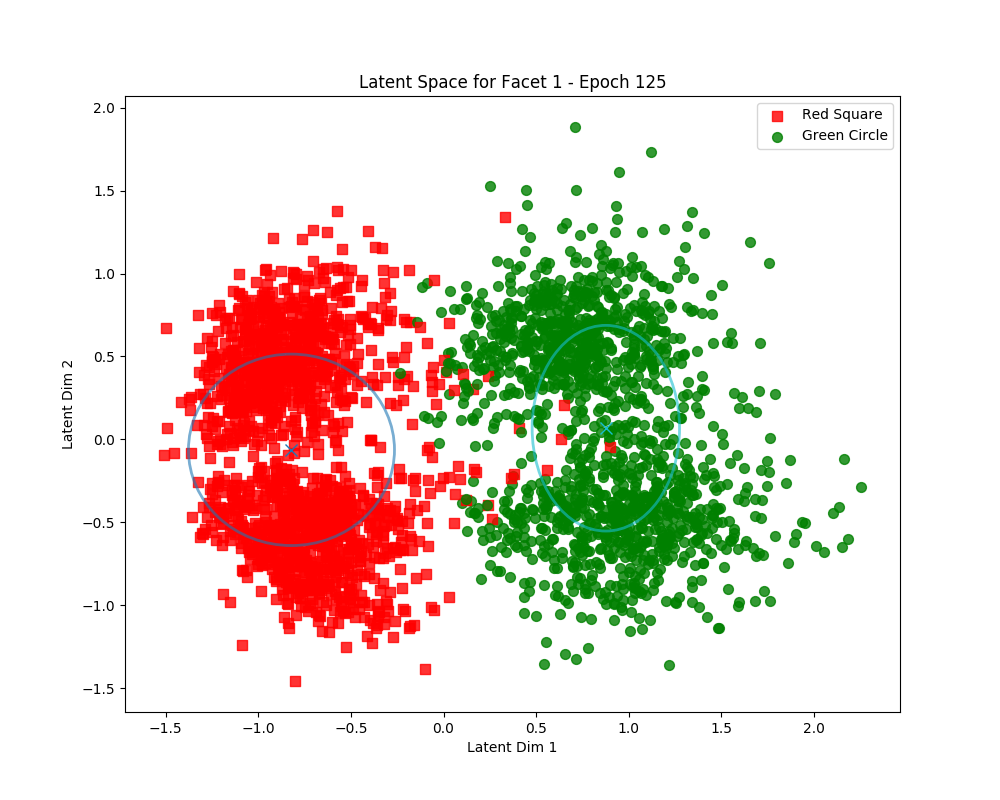 Latent Space for Facet 1 - Epoch 125
Red Square
Green Circle
2.0
1.5
1.0
0.5
0.0
−0.5
−1.0
−1.5
Latent Dim 2
−1.5 −1.0 −0.5 0.0 0.5 1.0 1.5 2.0
Latent Dim 1